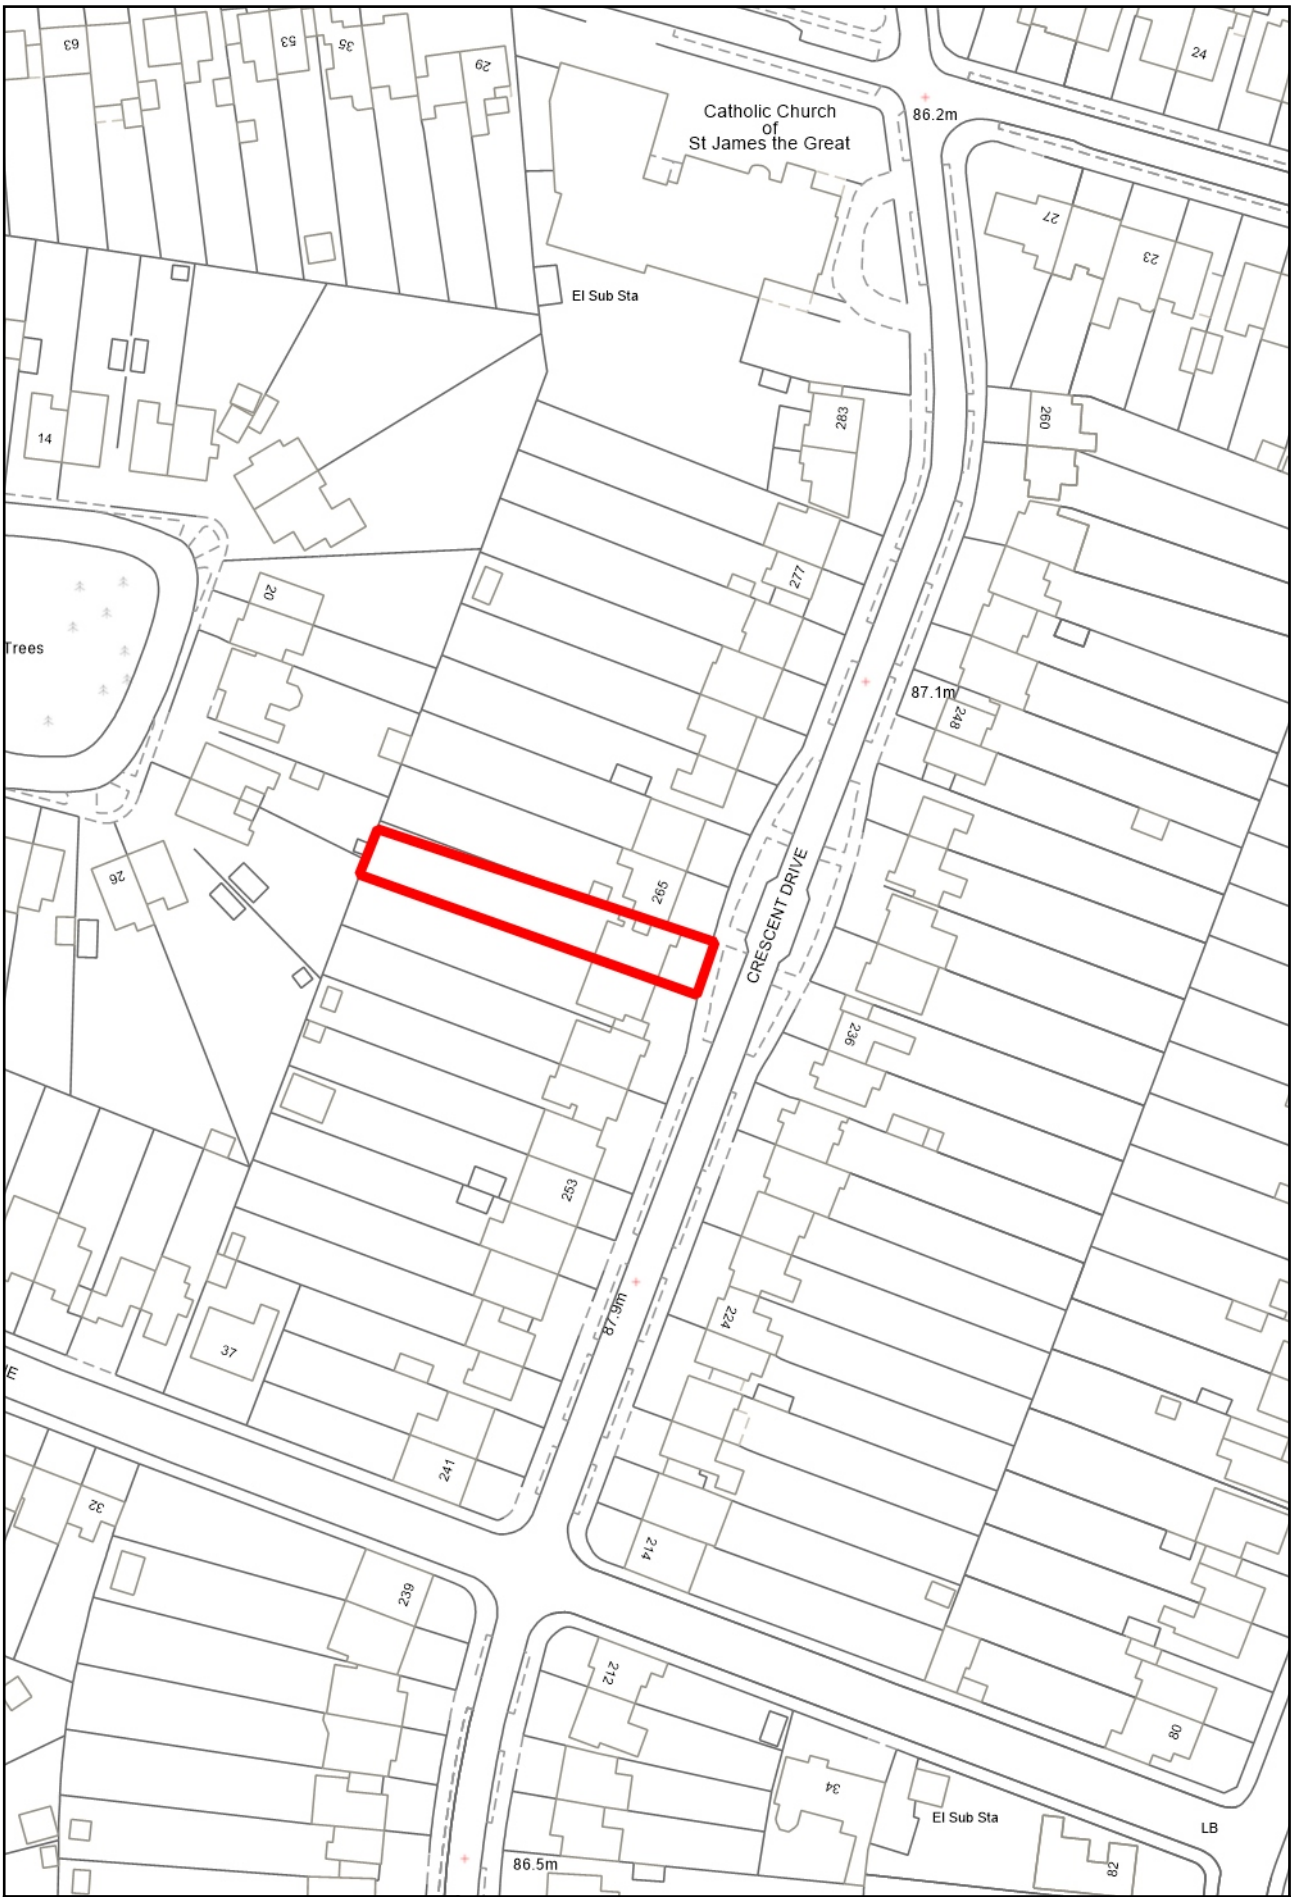 63
53
35
29
24
Catholic Church
of
St James the Great
86.2m
27
23
El Sub Sta
14
283
260
277
20
Trees
87.1m
248
265
26
CRESCENT DRIVE
236
253
224
87.9m
37
IE
241
32
214
239
212
80
34
El Sub Sta
LB
82
86.5m